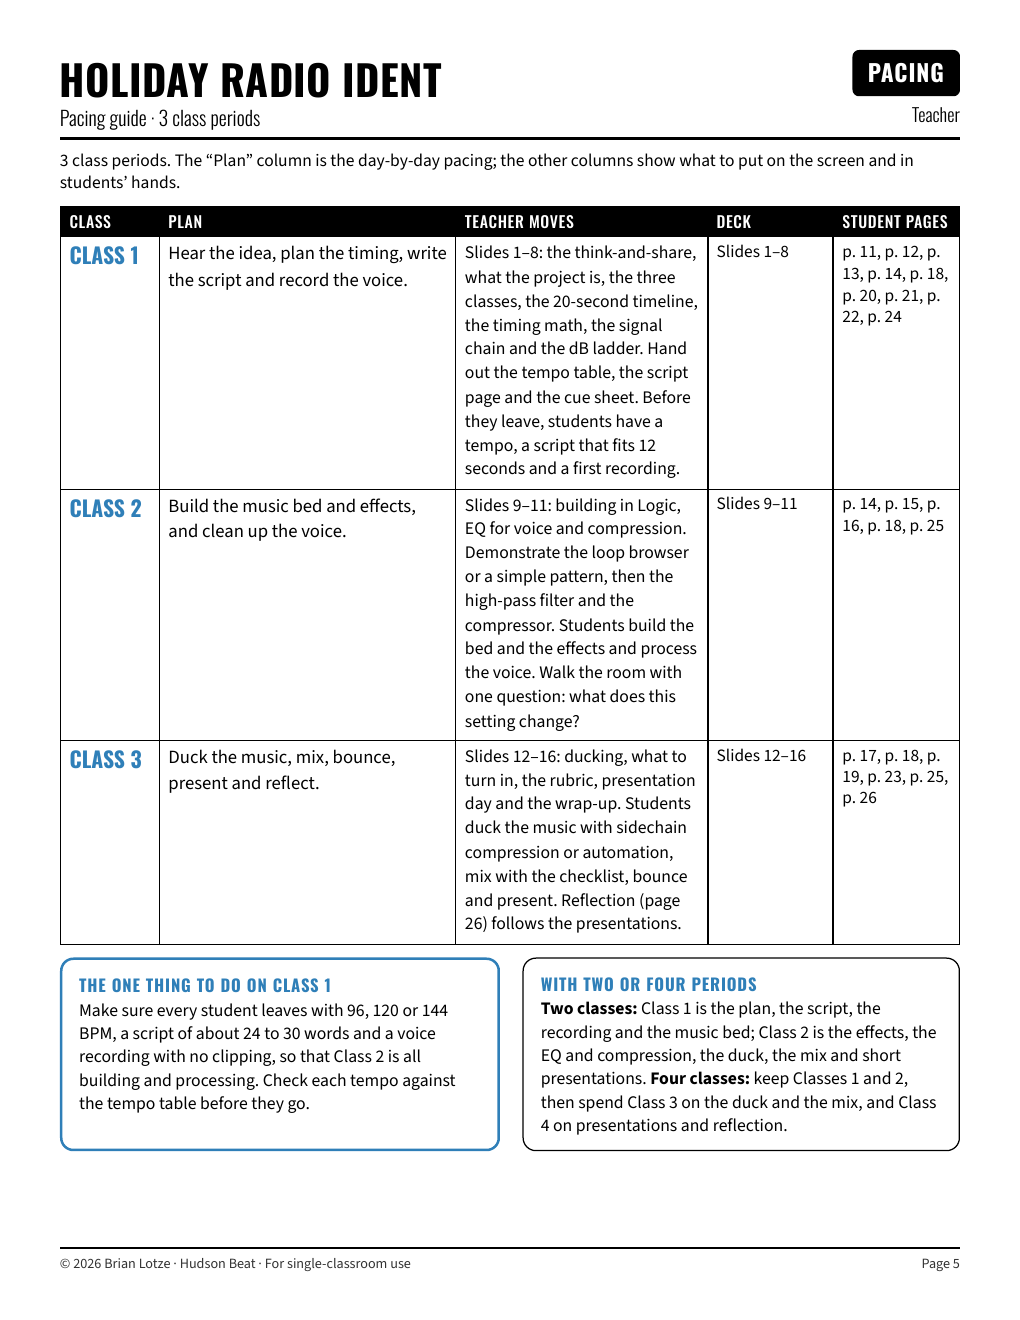 HOLIDAY RADIO IDENT
PACING
Pacing guide · 3 class periods
Teacher
3 class periods. The “Plan” column is the day-by-day pacing; the other columns show what to put on the screen and in
students’ hands.
CLASS
PLAN
TEACHER MOVES
DECK
STUDENT PAGES
CLASS 1
Hear the idea, plan the timing, write
the script and record the voice.
Slides 1–8: the think-and-share,
what the project is, the three
classes, the 20-second timeline,
the timing math, the signal
chain and the dB ladder. Hand
out the tempo table, the script
page and the cue sheet. Before
they leave, students have a
tempo, a script that fits 12
seconds and a first recording.
Slides 1–8
p. 11, p. 12, p.
13, p. 14, p. 18,
p. 20, p. 21, p.
22, p. 24
CLASS 2
Build the music bed and effects,
and clean up the voice.
Slides 9–11: building in Logic,
EQ for voice and compression.
Demonstrate the loop browser
or a simple pattern, then the
high-pass filter and the
compressor. Students build the
bed and the effects and process
the voice. Walk the room with
one question: what does this
setting change?
Slides 9–11
p. 14, p. 15, p.
16, p. 18, p. 25
CLASS 3
Duck the music, mix, bounce,
present and reflect.
Slides 12–16: ducking, what to
turn in, the rubric, presentation
day and the wrap-up. Students
duck the music with sidechain
compression or automation,
mix with the checklist, bounce
and present. Reflection (page
26) follows the presentations.
Slides 12–16
p. 17, p. 18, p.
19, p. 23, p. 25,
p. 26
THE ONE THING TO DO ON CLASS 1
Make sure every student leaves with 96, 120 or 144
BPM, a script of about 24 to 30 words and a voice
recording with no clipping, so that Class 2 is all
building and processing. Check each tempo against
the tempo table before they go.
WITH TWO OR FOUR PERIODS
Two classes: Class 1 is the plan, the script, the
recording and the music bed; Class 2 is the effects, the
EQ and compression, the duck, the mix and short
presentations. Four classes: keep Classes 1 and 2,
then spend Class 3 on the duck and the mix, and Class
4 on presentations and reflection.
© 2026 Brian Lotze · Hudson Beat · For single-classroom use
Page 5